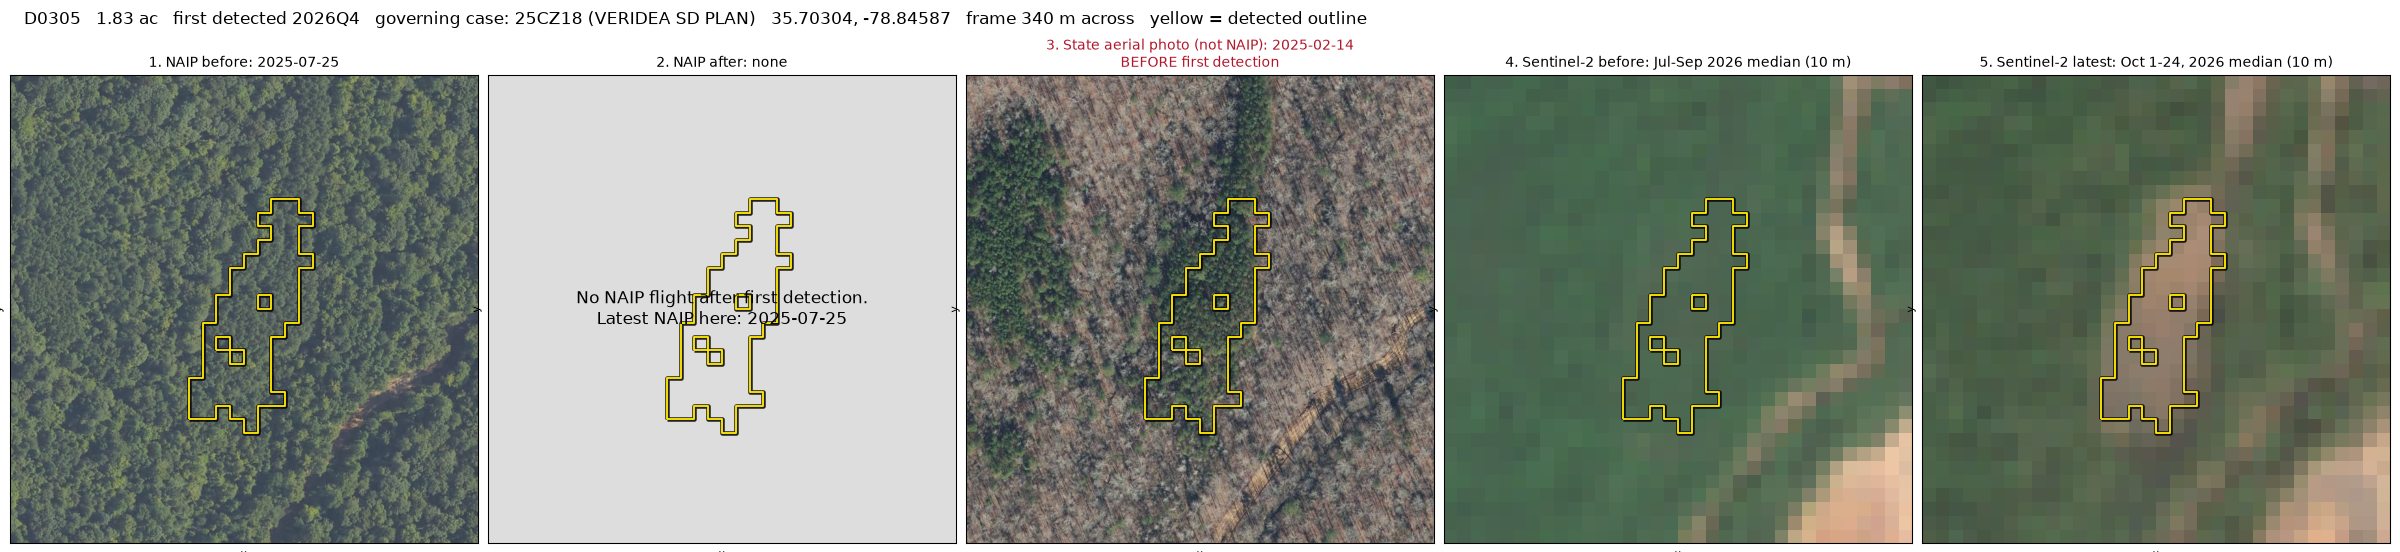 D0305   1.83 ac   first detected 2026Q4   governing case: 25CZ18 (VERIDEA SD PLAN)   35.70304, -78.84587   frame 340 m across   yellow = detected outline
1. NAIP before: 2025-07-25
2. NAIP after: none
3. State aerial photo (not NAIP): 2025-02-14
BEFORE first detection
4. Sentinel-2 before: Jul-Sep 2026 median (10 m)
5. Sentinel-2 latest: Oct 1-24, 2026 median (10 m)
No NAIP flight after first detection.
Latest NAIP here: 2025-07-25